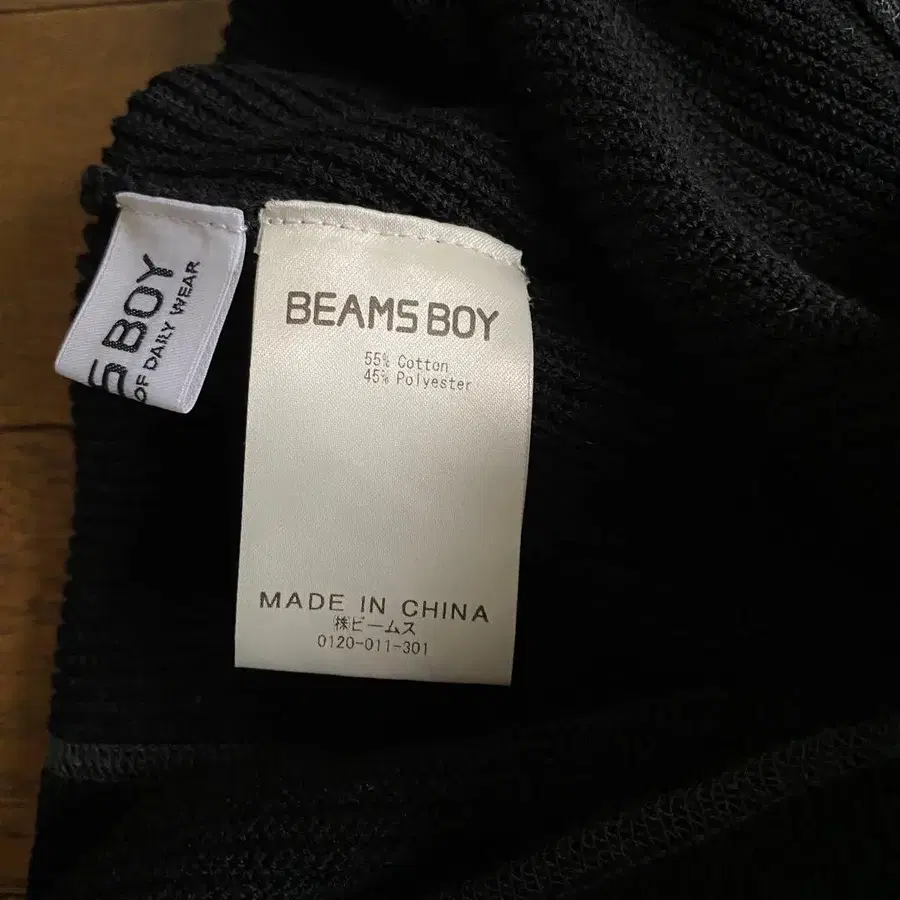 S BOY
OF DAILY WEAR
BEAMS BOY
55% Cotton
45% Polyester
MADE IN CHINA
㈱ビームス
0120-011-301